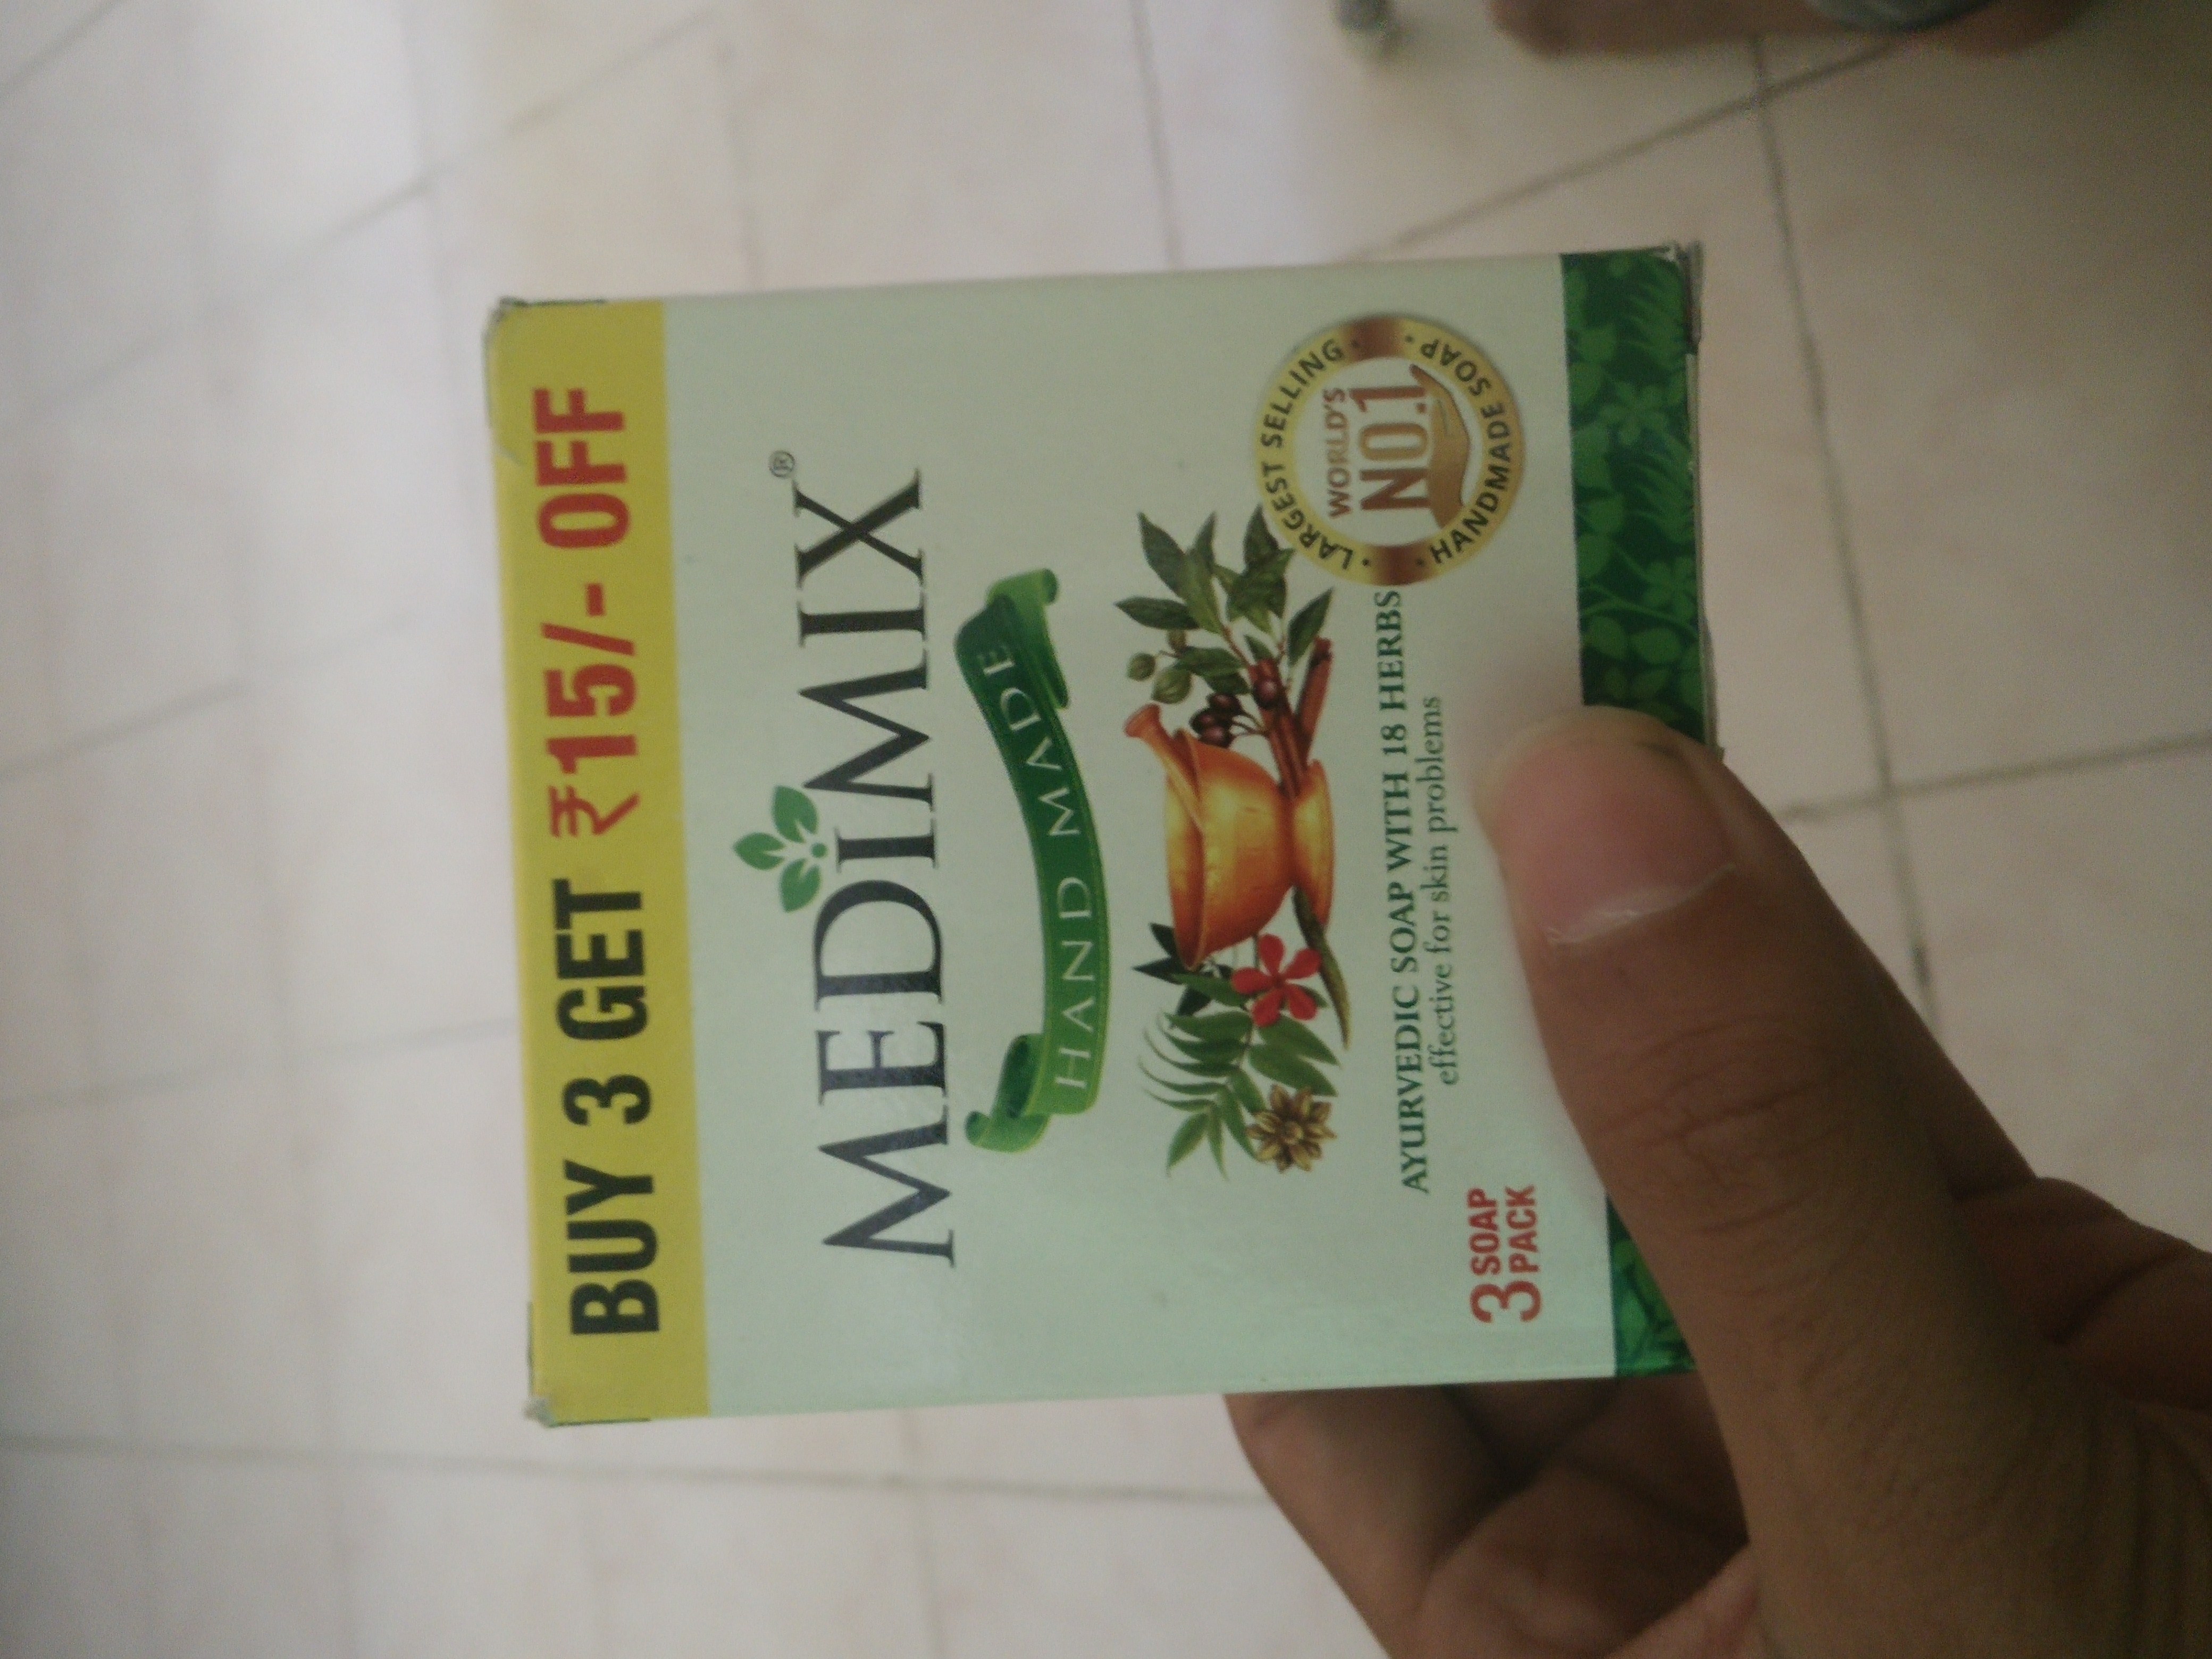 BUY 3 GET ₹15/- OFF
MEDIMIX®
HAND MADE
• LARGEST SELLING •
WORLD'S
NO.1
• HANDMADE SOAP •
AYURVEDIC SOAP WITH 18 HERBS
effective for skin problems
3 SOAP
PACK